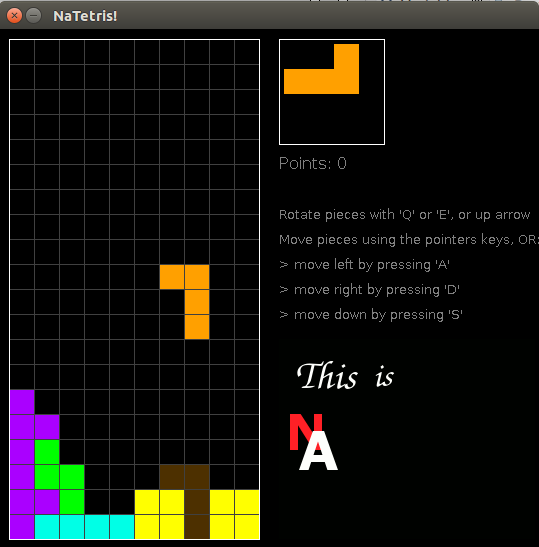 NaTetris!
Points: 0
Rotate pieces with 'Q' or 'E', or up arrow
Move pieces using the pointers keys, OR:
> move left by pressing 'A'
> move right by pressing 'D'
> move down by pressing 'S'
This is
NA